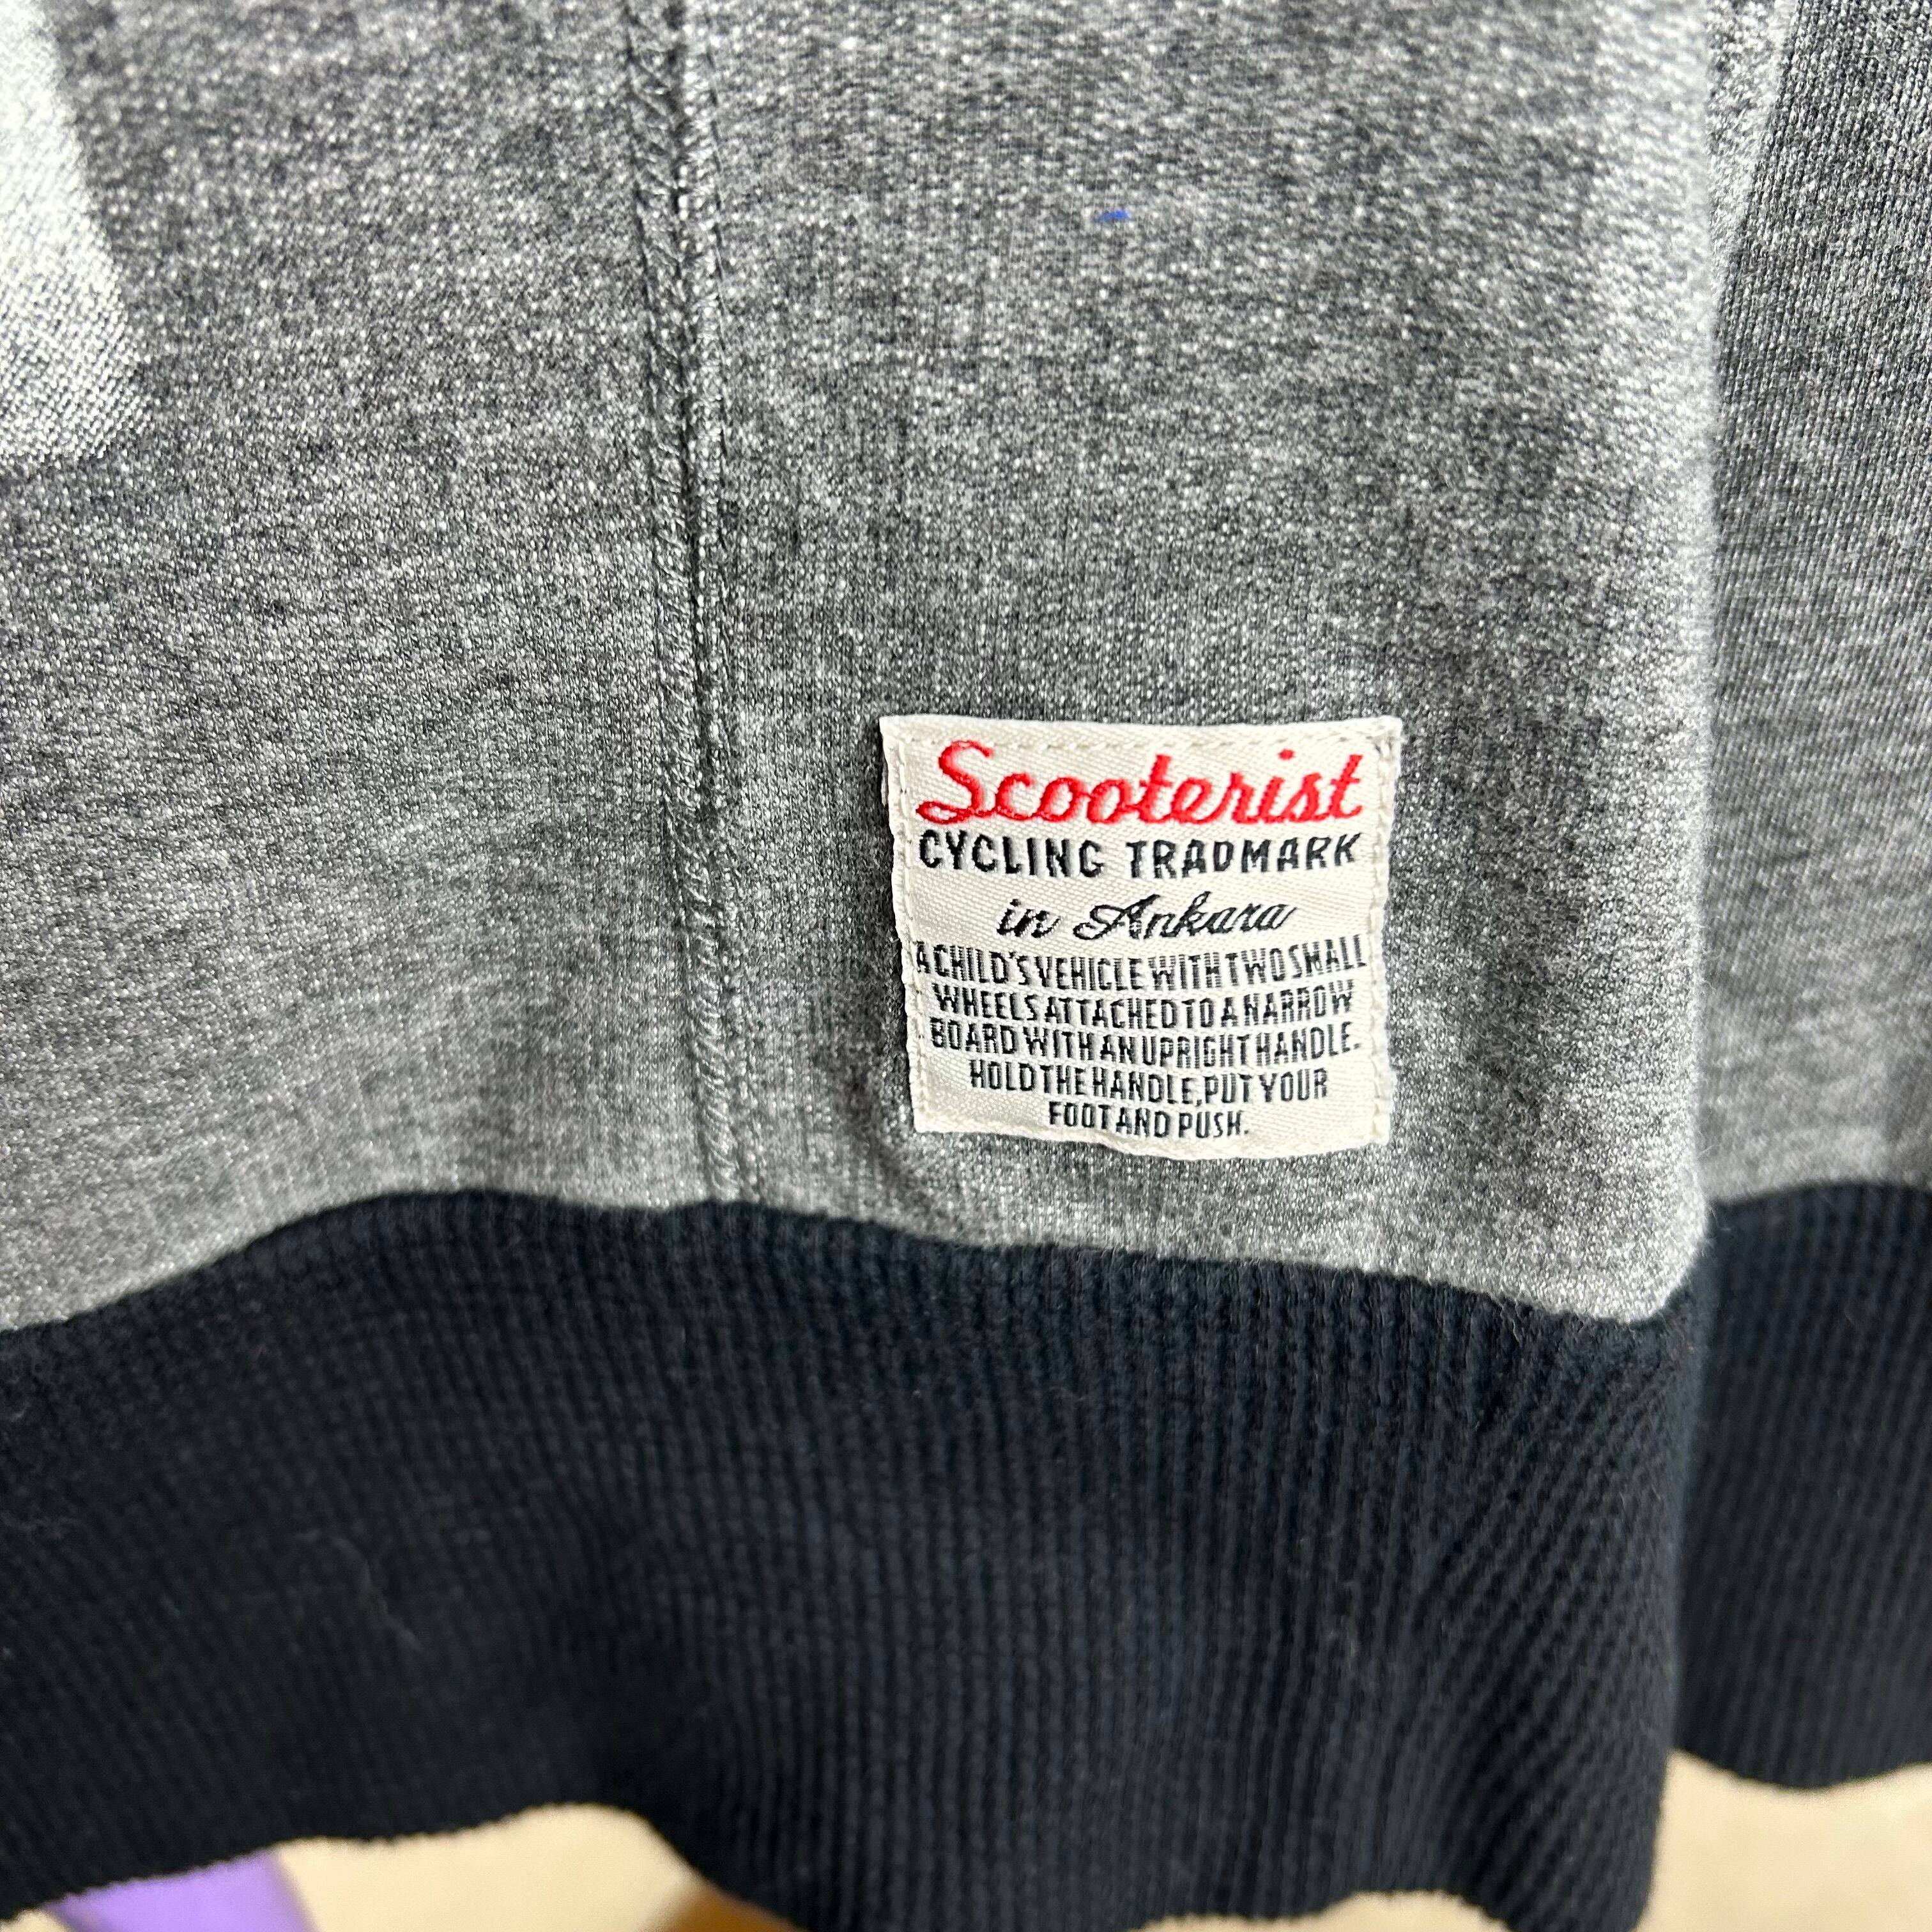 Scooterist
CYCLING TRADMARK
in Ankara
A CHILD'S VEHICLE WITH TWO SMALL
WHEELS ATTACHED TO A NARROW
BOARD WITH AN UPRIGHT HANDLE.
HOLD THE HANDLE, PUT YOUR
FOOT AND PUSH.